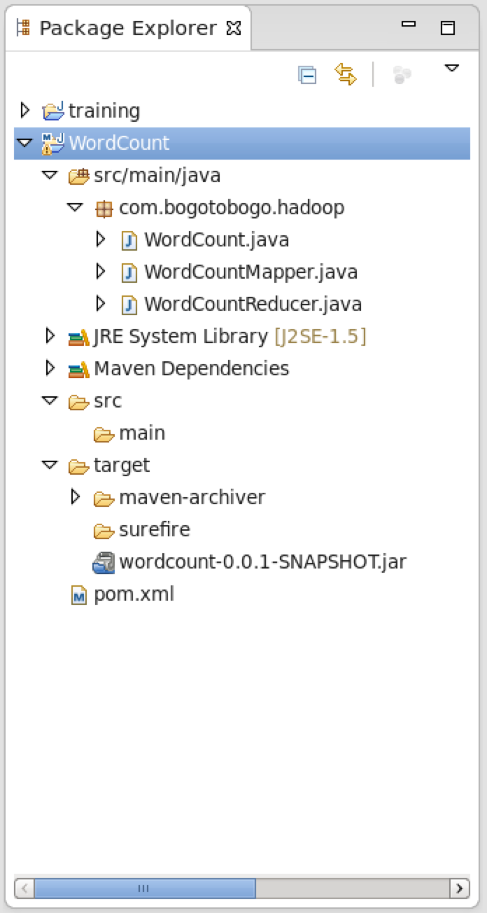 Package Explorer
training
WordCount
src/main/java
com.bogotobogo.hadoop
WordCount.java
WordCountMapper.java
WordCountReducer.java
JRE System Library [J2SE-1.5]
Maven Dependencies
src
main
target
maven-archiver
surefire
wordcount-0.0.1-SNAPSHOT.jar
pom.xml